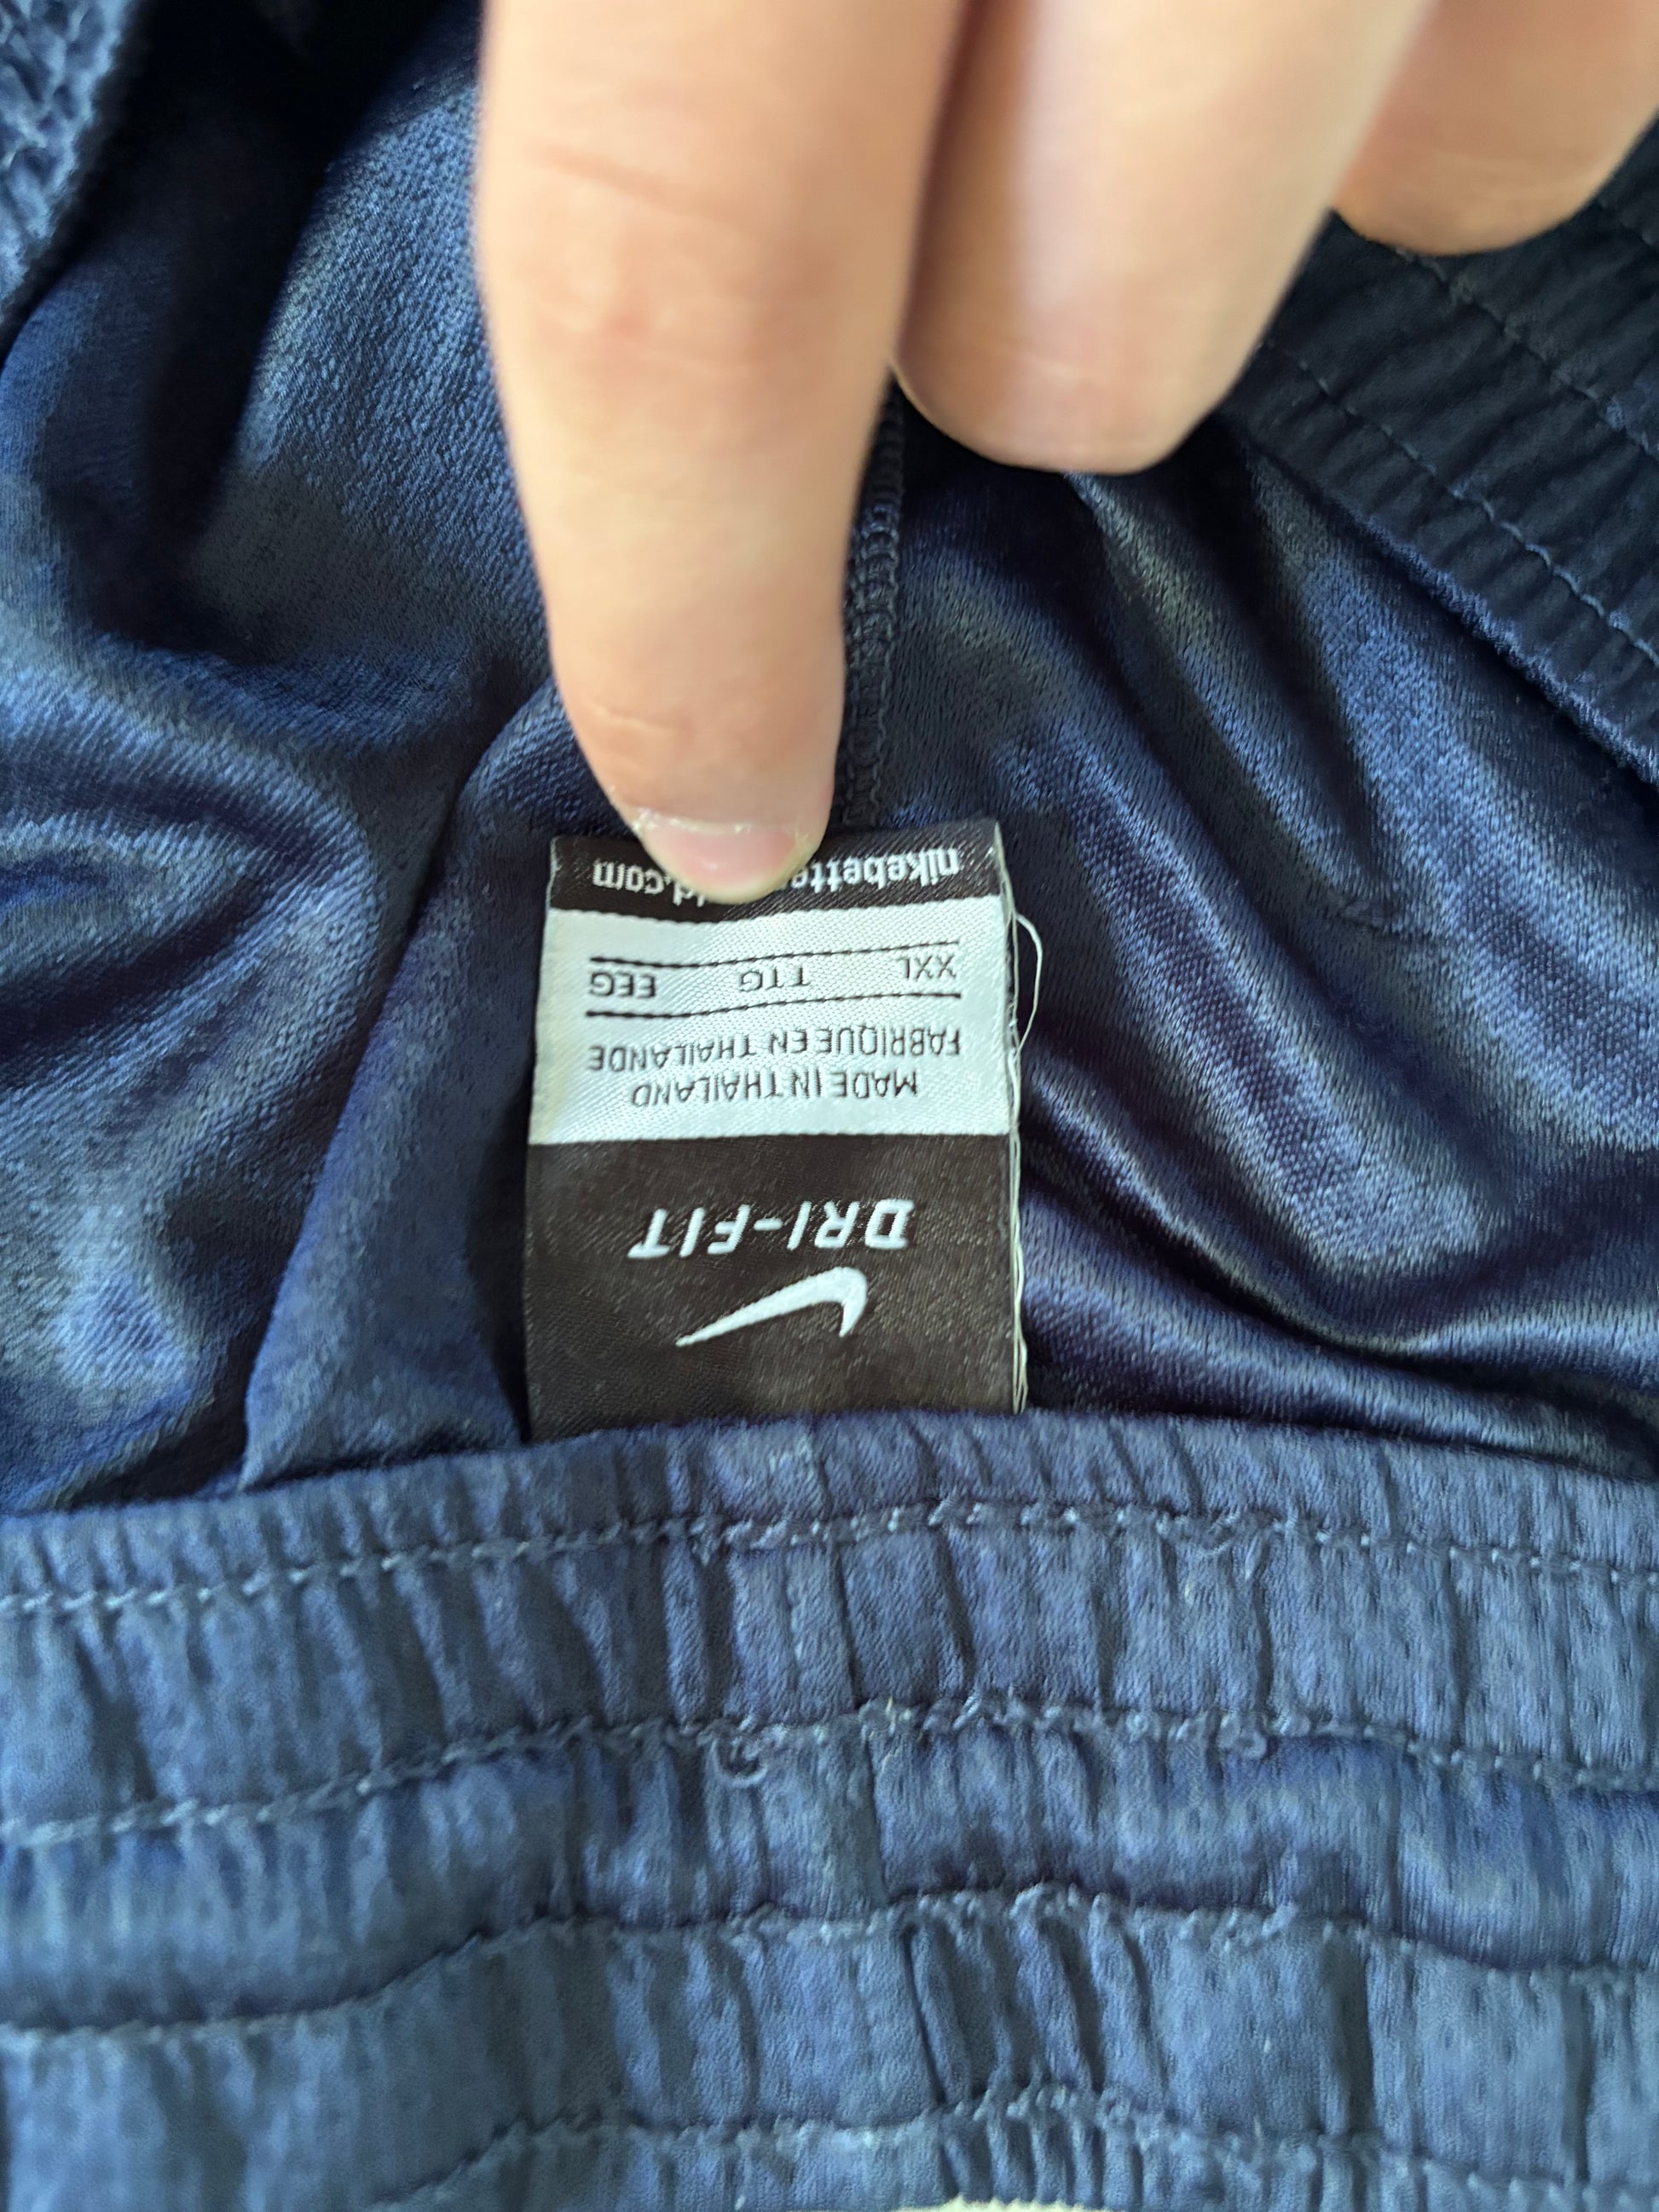 DRI-FIT
MADE IN THAILAND
FABRIQUE EN THAILANDE
XXL TTG EEG